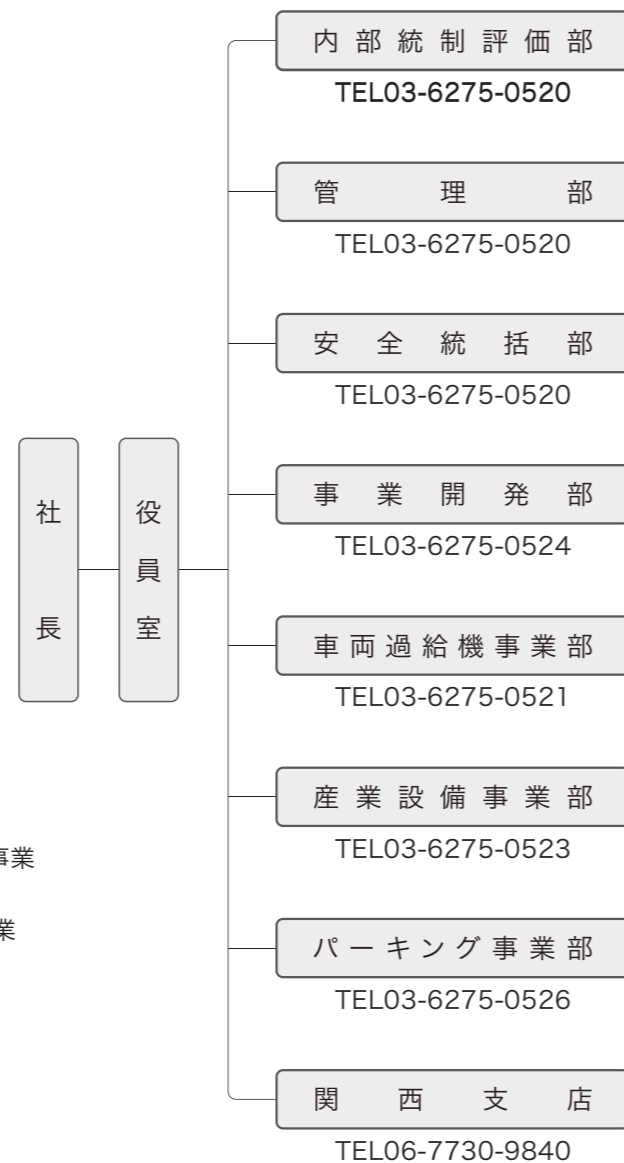 内部統制評価部
TEL03-6275-0520
管理部
TEL03-6275-0520
安全統括部
TEL03-6275-0520
事業開発部
TEL03-6275-0524
社長
役員室
車両過給機事業部
TEL03-6275-0521
産業設備事業部
TEL03-6275-0523
事業
業
パーキング事業部
TEL03-6275-0526
関西支店
TEL06-7730-9840